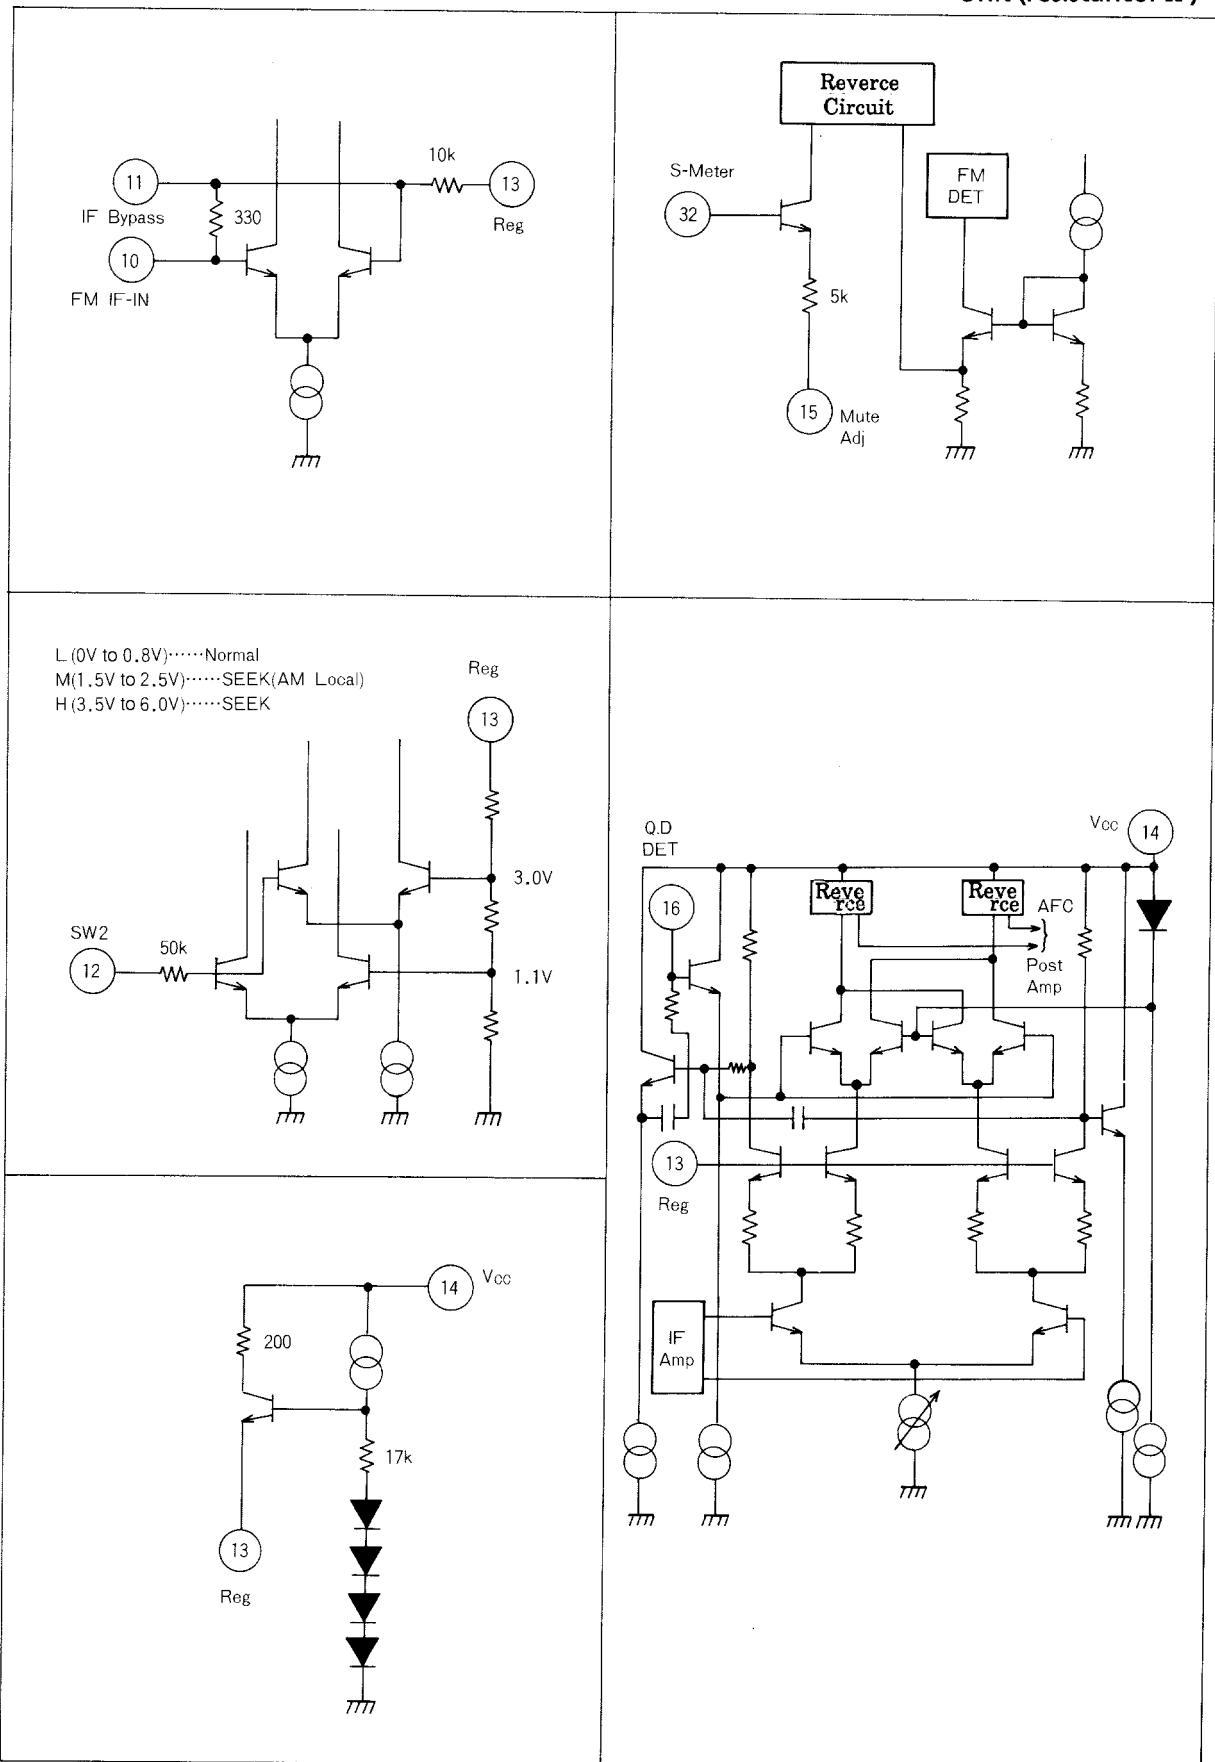 Unit (resistance: Ω)
11
IF Bypass
330
10
FM IF-IN
10k
13
Reg
Reverce
Circuit
S-Meter
32
FM
DET
5k
15
Mute
Adj
L (0V to 0.8V)······Normal
M(1.5V to 2.5V)······SEEK(AM Local)
H (3.5V to 6.0V)······SEEK
Reg
13
3.0V
SW2
50k
12
1.1V
Vcc
14
Q.D
DET
16
Reve
rce
Reve
rce
AFC
Post
Amp
13
Reg
IF
Amp
14
Vcc
200
17k
13
Reg